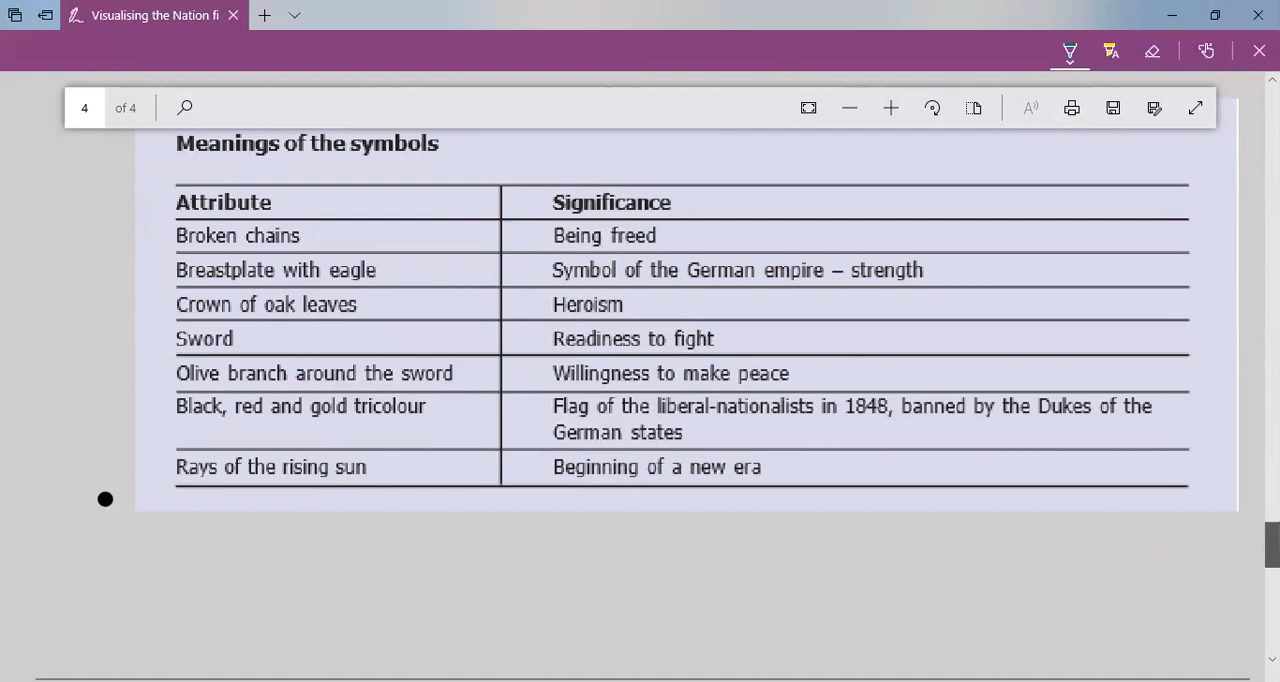 Visualising the Nation fi
4 of 4
Meanings of the symbols
Attribute Significance
Broken chains Being freed
Breastplate with eagle Symbol of the German empire – strength
Crown of oak leaves Heroism
Sword Readiness to fight
Olive branch around the sword Willingness to make peace
Black, red and gold tricolour Flag of the liberal-nationalists in 1848, banned by the Dukes of the
German states
Rays of the rising sun Beginning of a new era